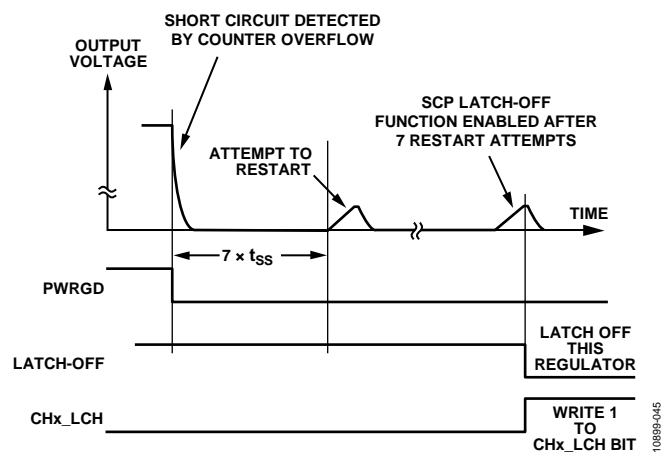 SHORT CIRCUIT DETECTED
BY COUNTER OVERFLOW
OUTPUT
VOLTAGE
SCP LATCH-OFF
FUNCTION ENABLED AFTER
7 RESTART ATTEMPTS
ATTEMPT TO
RESTART
TIME
7 × tSS
PWRGD
LATCH-OFF
LATCH OFF
THIS
REGULATOR
CHx_LCH
WRITE 1
TO
CHx_LCH BIT
10899-045